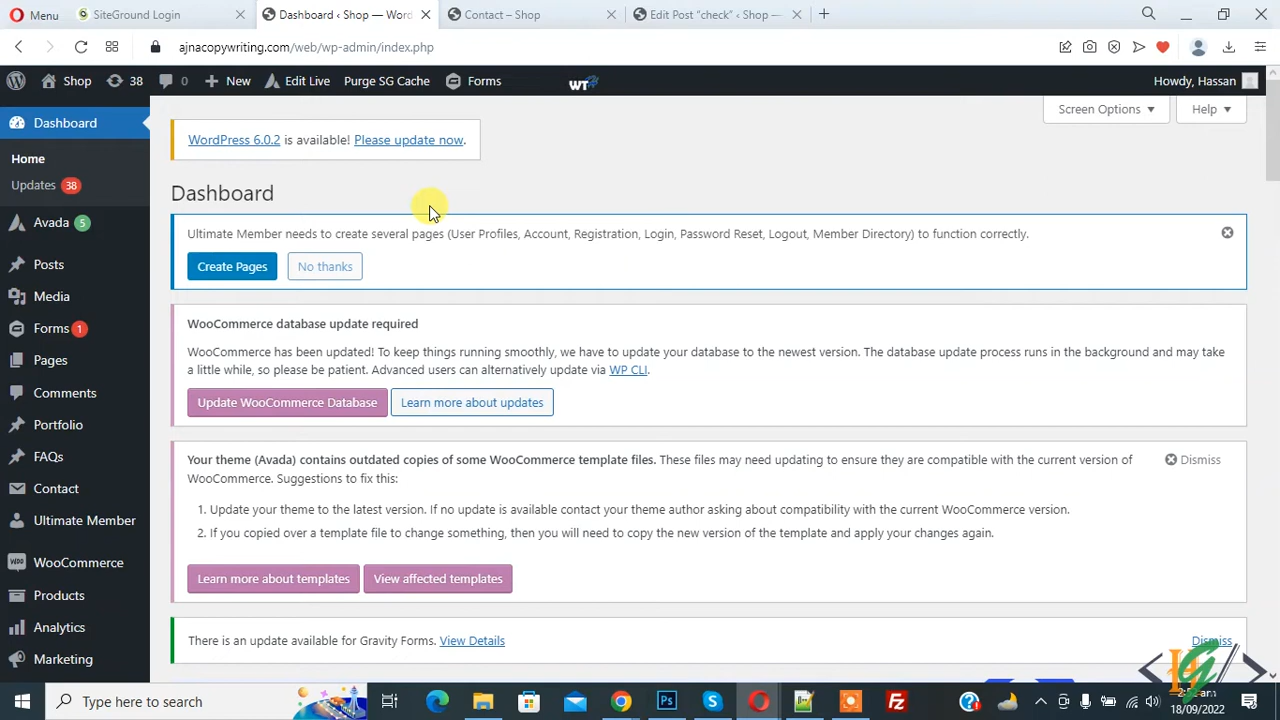 Menu
SiteGround Login
Dashboard ‹ Shop — Wor
Contact – Shop
Edit Post “check” ‹ Shop —
ajnacopywriting.com/web/wp-admin/index.php
Shop
38
0
New
Edit Live
Purge SG Cache
Forms
WT
Howdy, Hassan
Dashboard
Screen Options
Help
WordPress 6.0.2 is available! Please update now.
Home
Updates 38
Dashboard
Avada 5
Ultimate Member needs to create several pages (User Profiles, Account, Registration, Login, Password Reset, Logout, Member Directory) to function correctly.
Posts
Create Pages
No thanks
Media
Forms 1
WooCommerce database update required
Pages
WooCommerce has been updated! To keep things running smoothly, we have to update your database to the newest version. The database update process runs in the background and may take
a little while, so please be patient. Advanced users can alternatively update via WP CLI.
Comments
Update WooCommerce Database
Learn more about updates
Portfolio
FAQs
Your theme (Avada) contains outdated copies of some WooCommerce template files. These files may need updating to ensure they are compatible with the current version of
Dismiss
WooCommerce. Suggestions to fix this:
Contact
1. Update your theme to the latest version. If no update is available contact your theme author asking about compatibility with the current WooCommerce version.
Ultimate Member
2. If you copied over a template file to change something, then you will need to copy the new version of the template and apply your changes again.
Woo WooCommerce
Learn more about templates
View affected templates
Products
Analytics
There is an update available for Gravity Forms. View Details
Dismiss
Marketing
Type here to search
18/09/2022